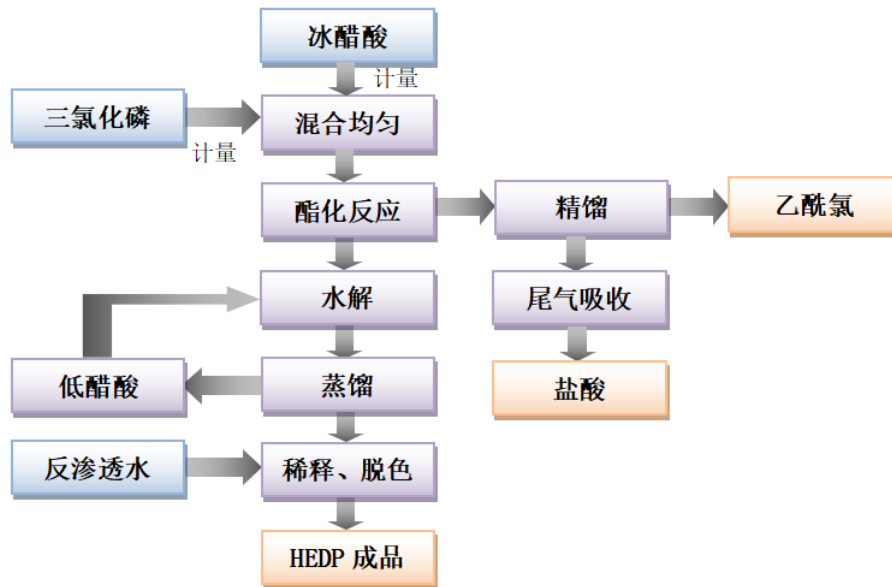 冰醋酸
计量
三氯化磷
计量
混合均匀
酯化反应
精馏
乙酰氯
水解
尾气吸收
低醋酸
蒸馏
盐酸
反渗透水
稀释、脱色
HEDP 成品